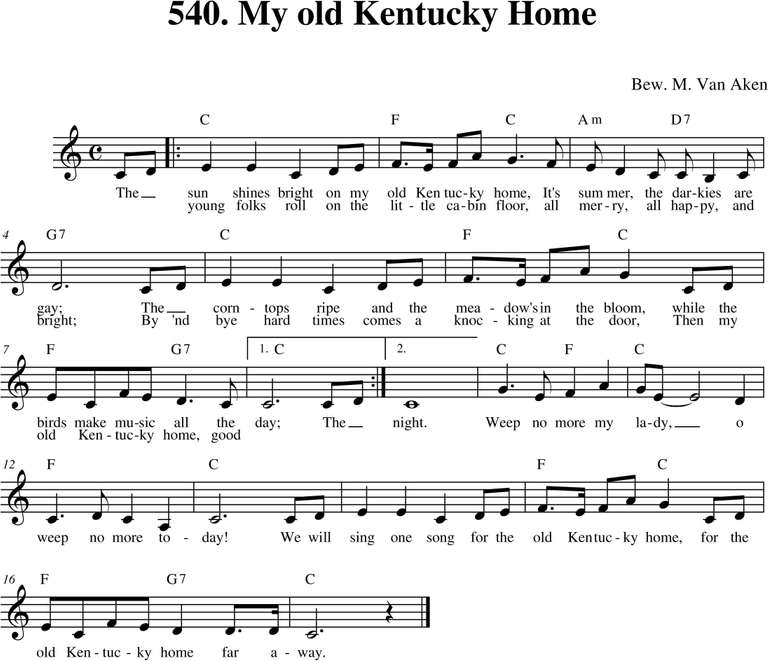 540. My old Kentucky Home
Bew. M. Van Aken
C F C Am D7
The sun shines bright on my old Ken tuc-ky home, It's sum mer, the dar-kies are
young folks roll on the lit - tle ca - bin floor, all mer - ry, all hap - py, and
4 G7 C F C
gay; The corn - tops ripe and the mea - dow's in the bloom, while the
bright; By 'nd bye hard times comes a knoc - king at the door, Then my
7 F G7 1. C 2. C F C
birds make mu-sic all the day; The night. Weep no more my la-dy, o
old Ken - tuc - ky home, good
12 F C F C
weep no more to - day! We will sing one song for the old Kentuc - ky home, for the
16 F G7 C
old Ken - tuc - ky home far a - way.